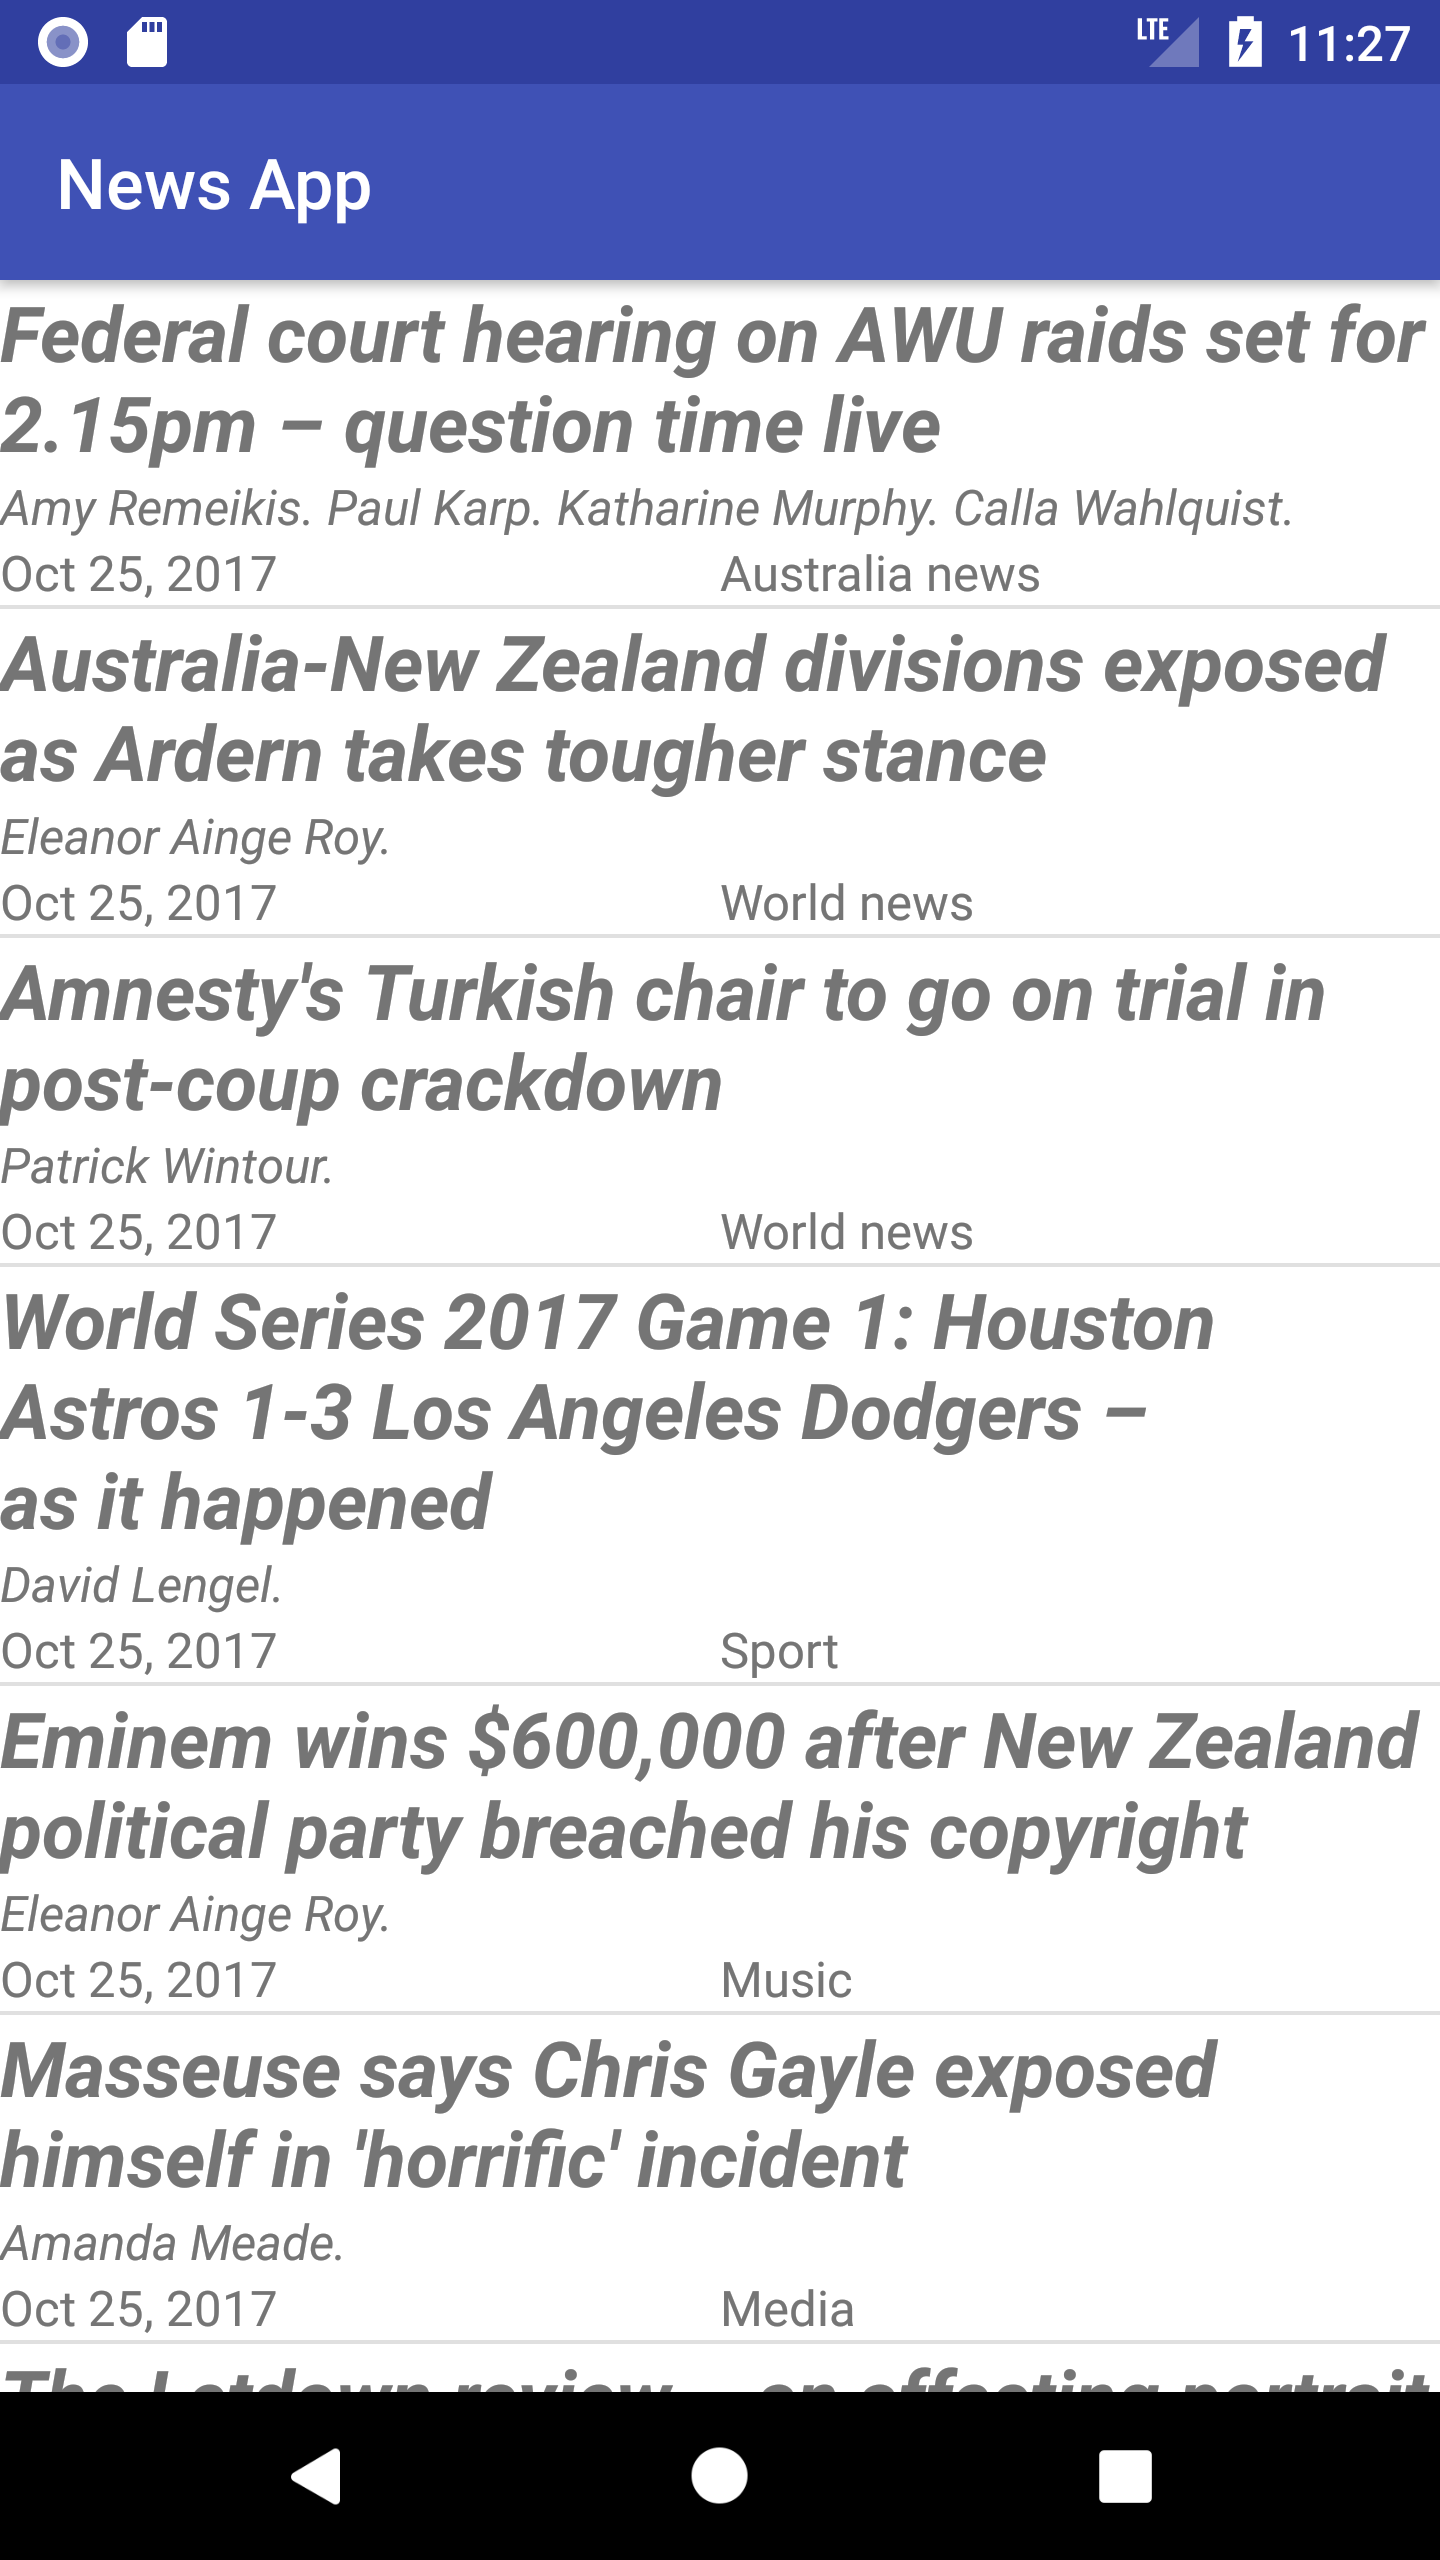 LTE 11:27
News App
Federal court hearing on AWU raids set for
2.15pm – question time live
Amy Remeikis. Paul Karp. Katharine Murphy. Calla Wahlquist.
Oct 25, 2017 Australia news
Australia-New Zealand divisions exposed
as Ardern takes tougher stance
Eleanor Ainge Roy.
Oct 25, 2017 World news
Amnesty's Turkish chair to go on trial in
post-coup crackdown
Patrick Wintour.
Oct 25, 2017 World news
World Series 2017 Game 1: Houston
Astros 1-3 Los Angeles Dodgers –
as it happened
David Lengel.
Oct 25, 2017 Sport
Eminem wins $600,000 after New Zealand
political party breached his copyright
Eleanor Ainge Roy.
Oct 25, 2017 Music
Masseuse says Chris Gayle exposed
himself in 'horrific' incident
Amanda Meade.
Oct 25, 2017 Media
The Letdown review – an affecting portrait